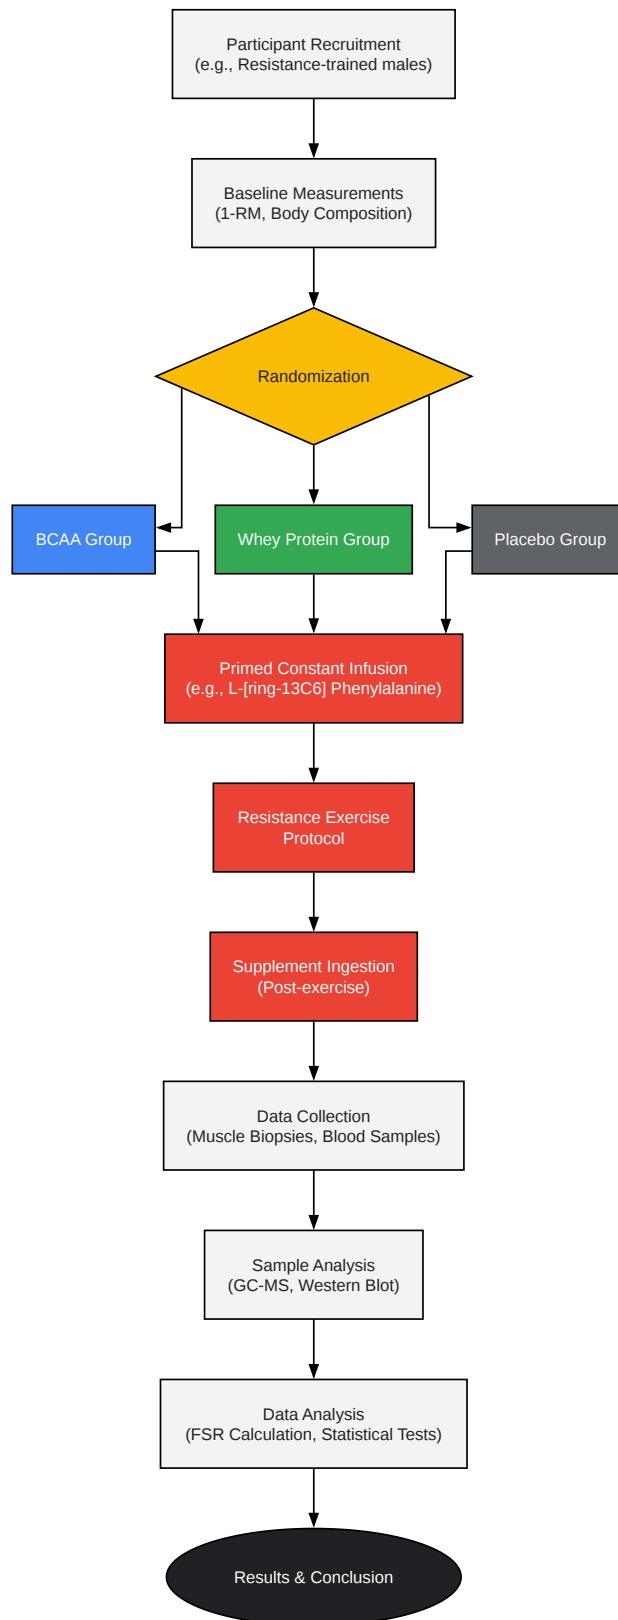 Participant Recruitment
(e.g., Resistance-trained males)
Baseline Measurements
(1-RM, Body Composition)
Randomization
BCAA Group
Whey Protein Group
Placebo Group
Primed Constant Infusion
(e.g., L-[ring-13C6] Phenylalanine)
Resistance Exercise
Protocol
Supplement Ingestion
(Post-exercise)
Data Collection
(Muscle Biopsies, Blood Samples)
Sample Analysis
(GC-MS, Western Blot)
Data Analysis
(FSR Calculation, Statistical Tests)
Results & Conclusion